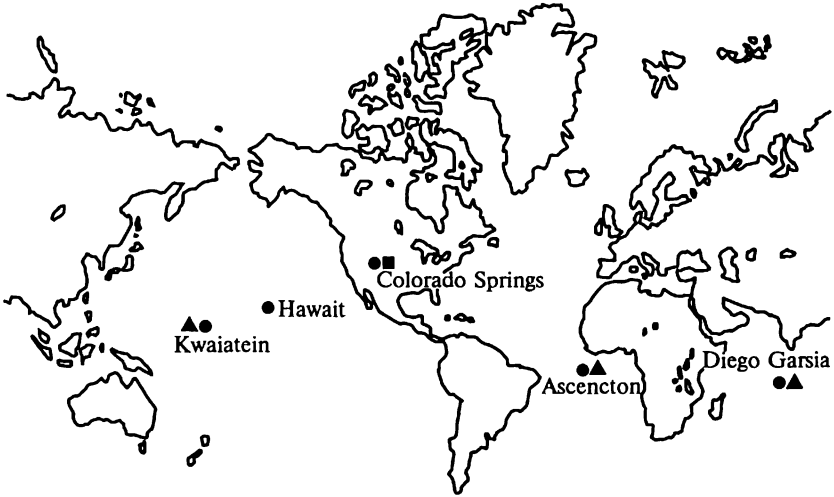 Colorado Springs
Hawait
Kwaiatein
Diego Garsia
Ascencton